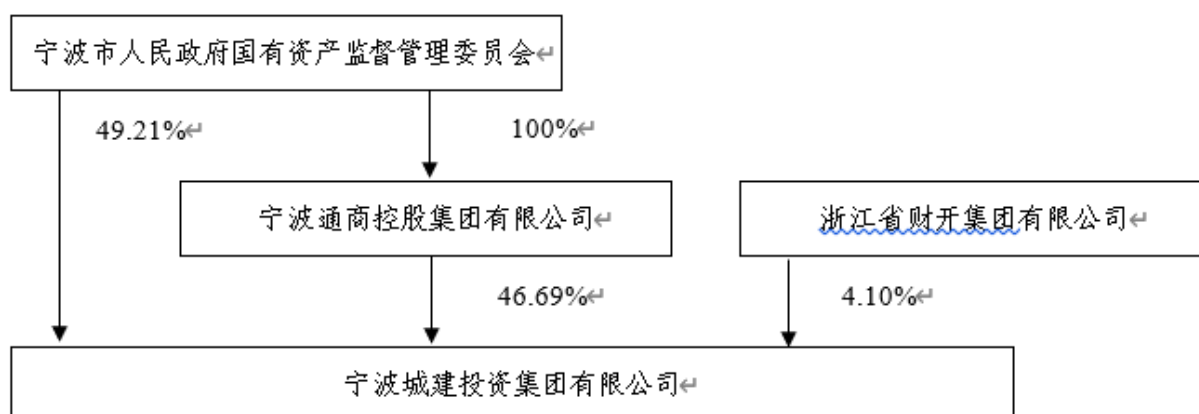 宁波市人民政府国有资产监督管理委员会↵
49.21%↵
100%↵
宁波通商控股集团有限公司↵
浙江省财开集团有限公司↵
46.69%↵
4.10%↵
宁波城建投资集团有限公司↵